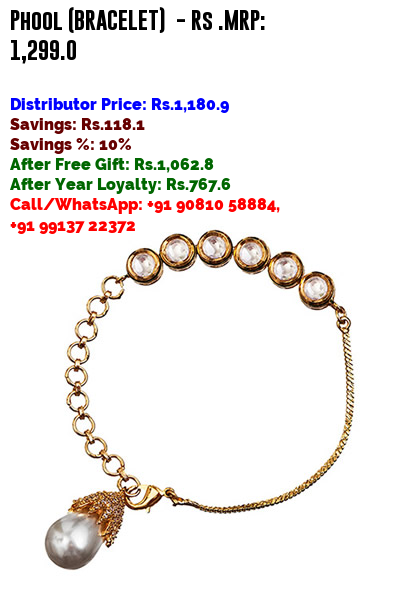 Phool (BRACELET) - Rs .MRP:
1,299.0
Distributor Price: Rs.1,180.9
Savings: Rs.118.1
Savings %: 10%
After Free Gift: Rs.1,062.8
After Year Loyalty: Rs.767.6
Call/WhatsApp: +91 90810 58884,
+91 99137 22372